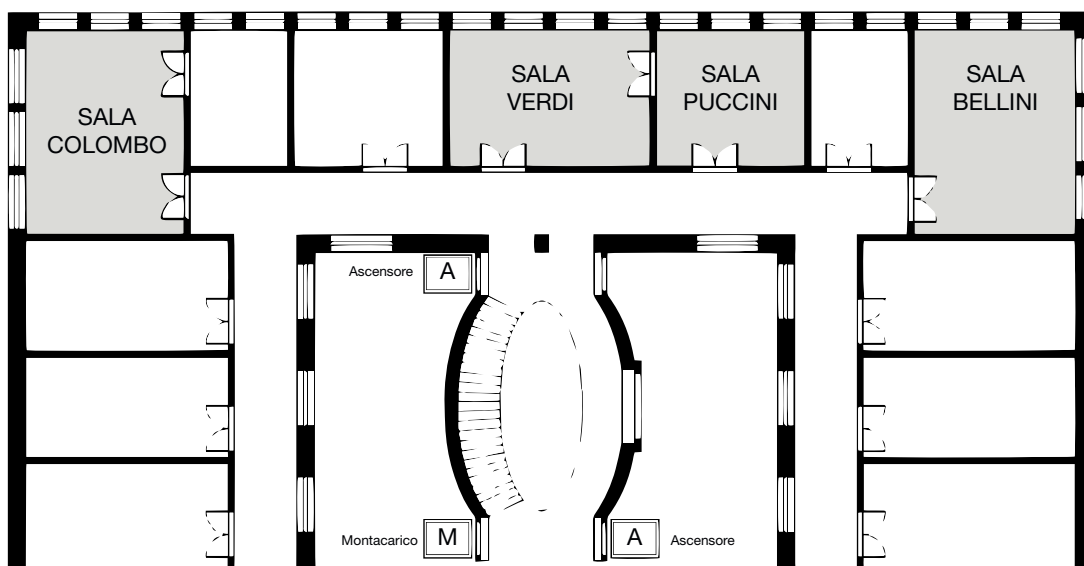 SALA
COLOMBO
SALA
VERDI
SALA
PUCCINI
SALA
BELLINI
Ascensore
A
Montacarico
M
A
Ascensore